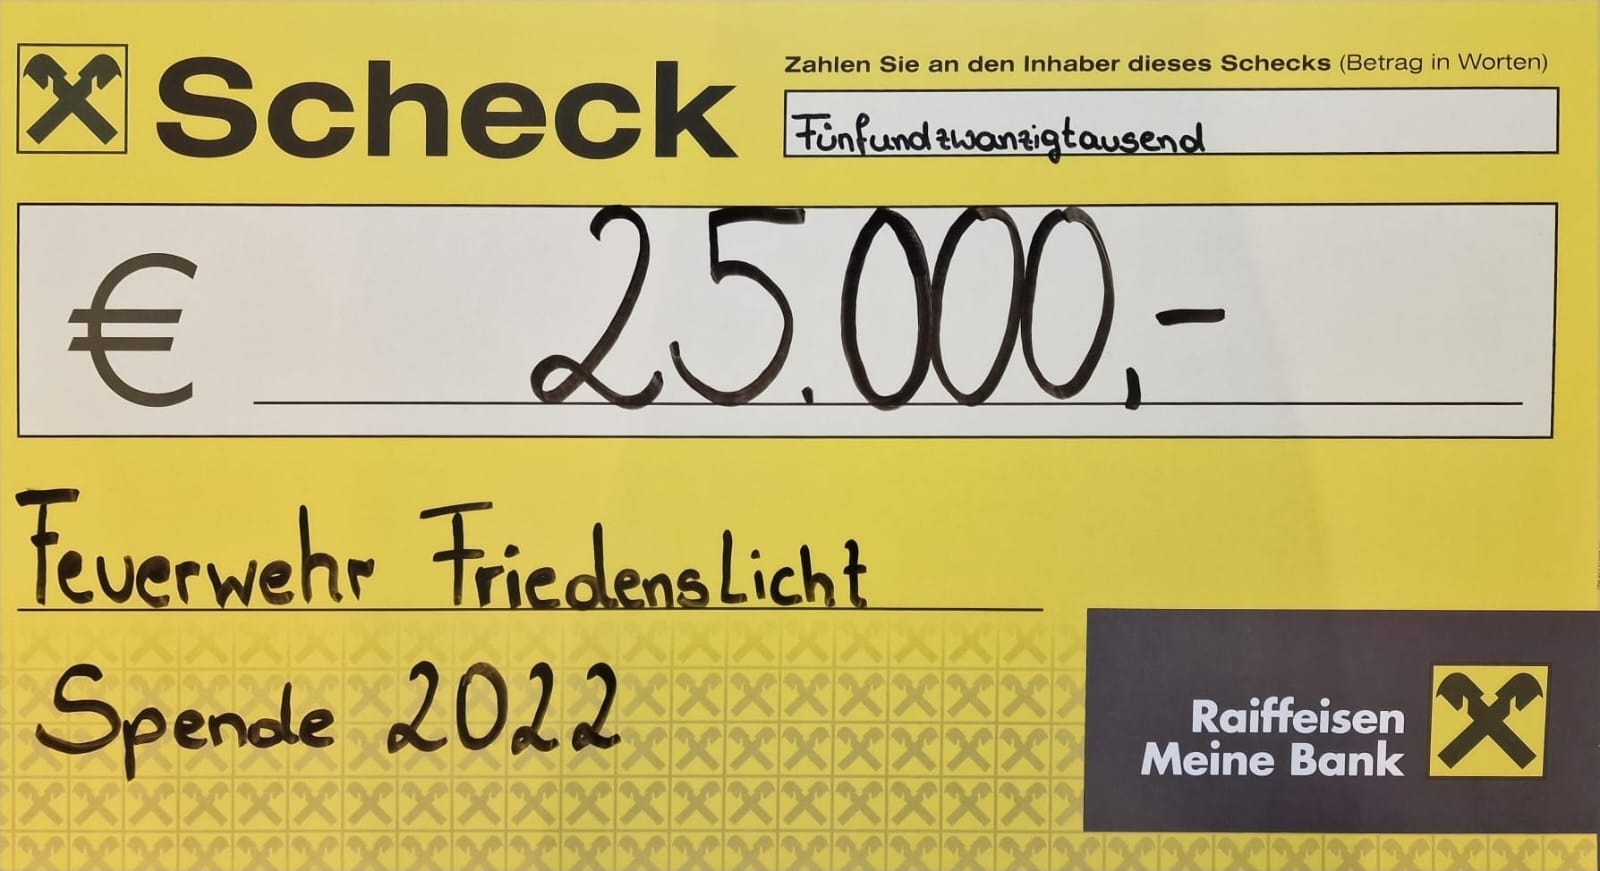 Scheck
Zahlen Sie an den Inhaber dieses Schecks (Betrag in Worten)
Fünfundzwanzigtausend
€ 25.000,-
Feuerwehr Friedenslicht
Spende 2022
Raiffeisen
Meine Bank